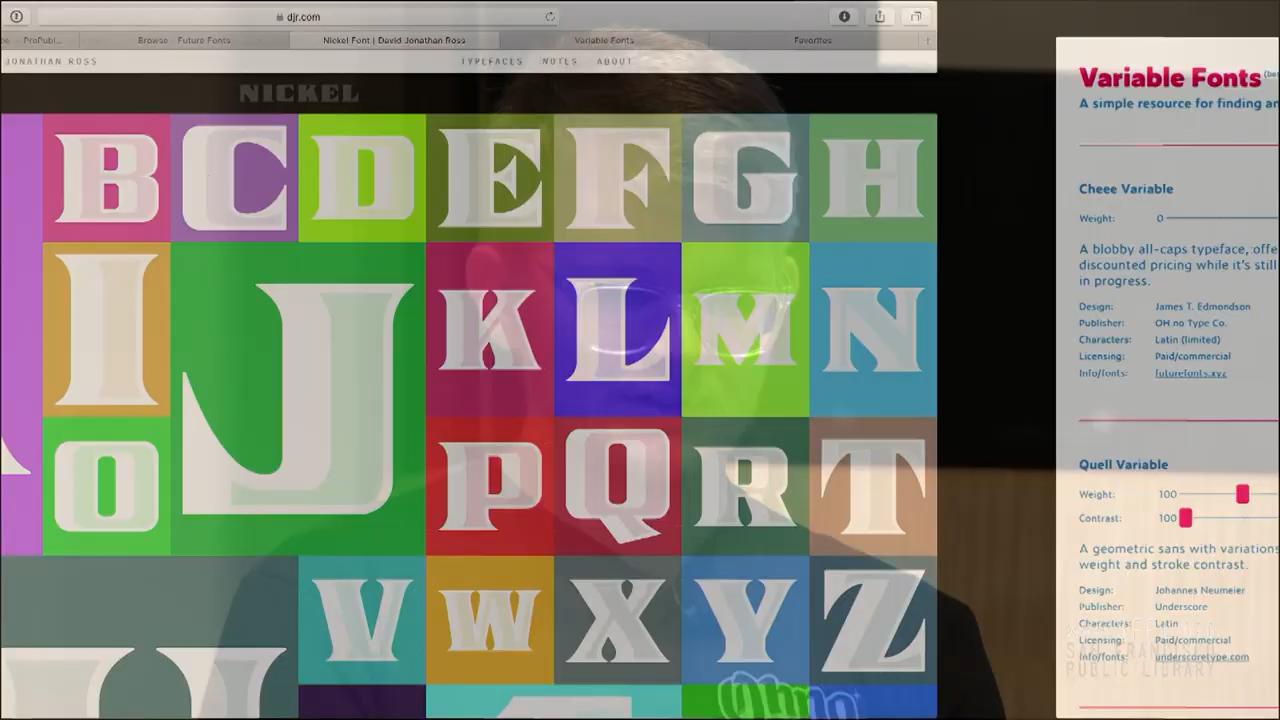 djr.com
Browse - Future Fonts
Nickel Font | David Jonathan Ross
Variable Fonts
Favorites
JONATHAN ROSS
TYPEFACES
NOTES
ABOUT
NICKEL
B C D E F G H
I J K L M N
O P Q R T
V W X Y Z
Ohno
Variable Fonts
A simple resource for finding
Cheee Variable
Weight: 0
A blobby all-caps typeface,
discounted pricing while it's still
in progress.
Design: James T. Edmondson
Publisher: OH no Type Co.
Characters: Latin (limited)
Licensing: Paid/commercial
Info/fonts: futurefonts.xyz
Quell Variable
Weight: 100
Contrast: 100
A geometric sans with variations
weight and stroke contrast.
Design: Johannes Neumeier
Publisher: Underscore
Characters: Latin
Licensing: Paid/commercial
Info/fonts: underscoretype.com
PUBLIC LIBRARY